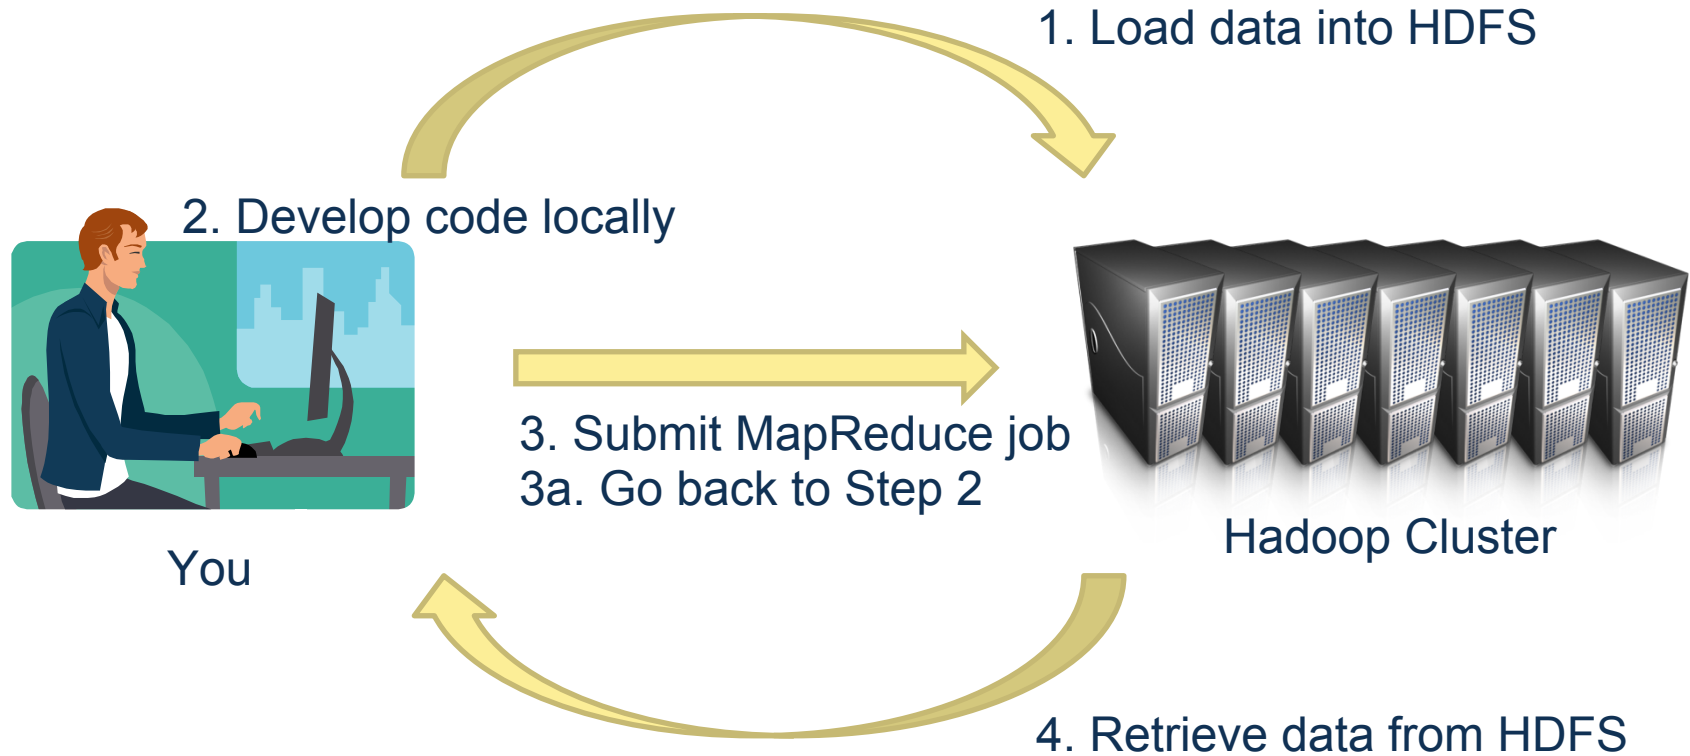 1. Load data into HDFS
2. Develop code locally
3. Submit MapReduce job
3a. Go back to Step 2
Hadoop Cluster
You
4. Retrieve data from HDFS